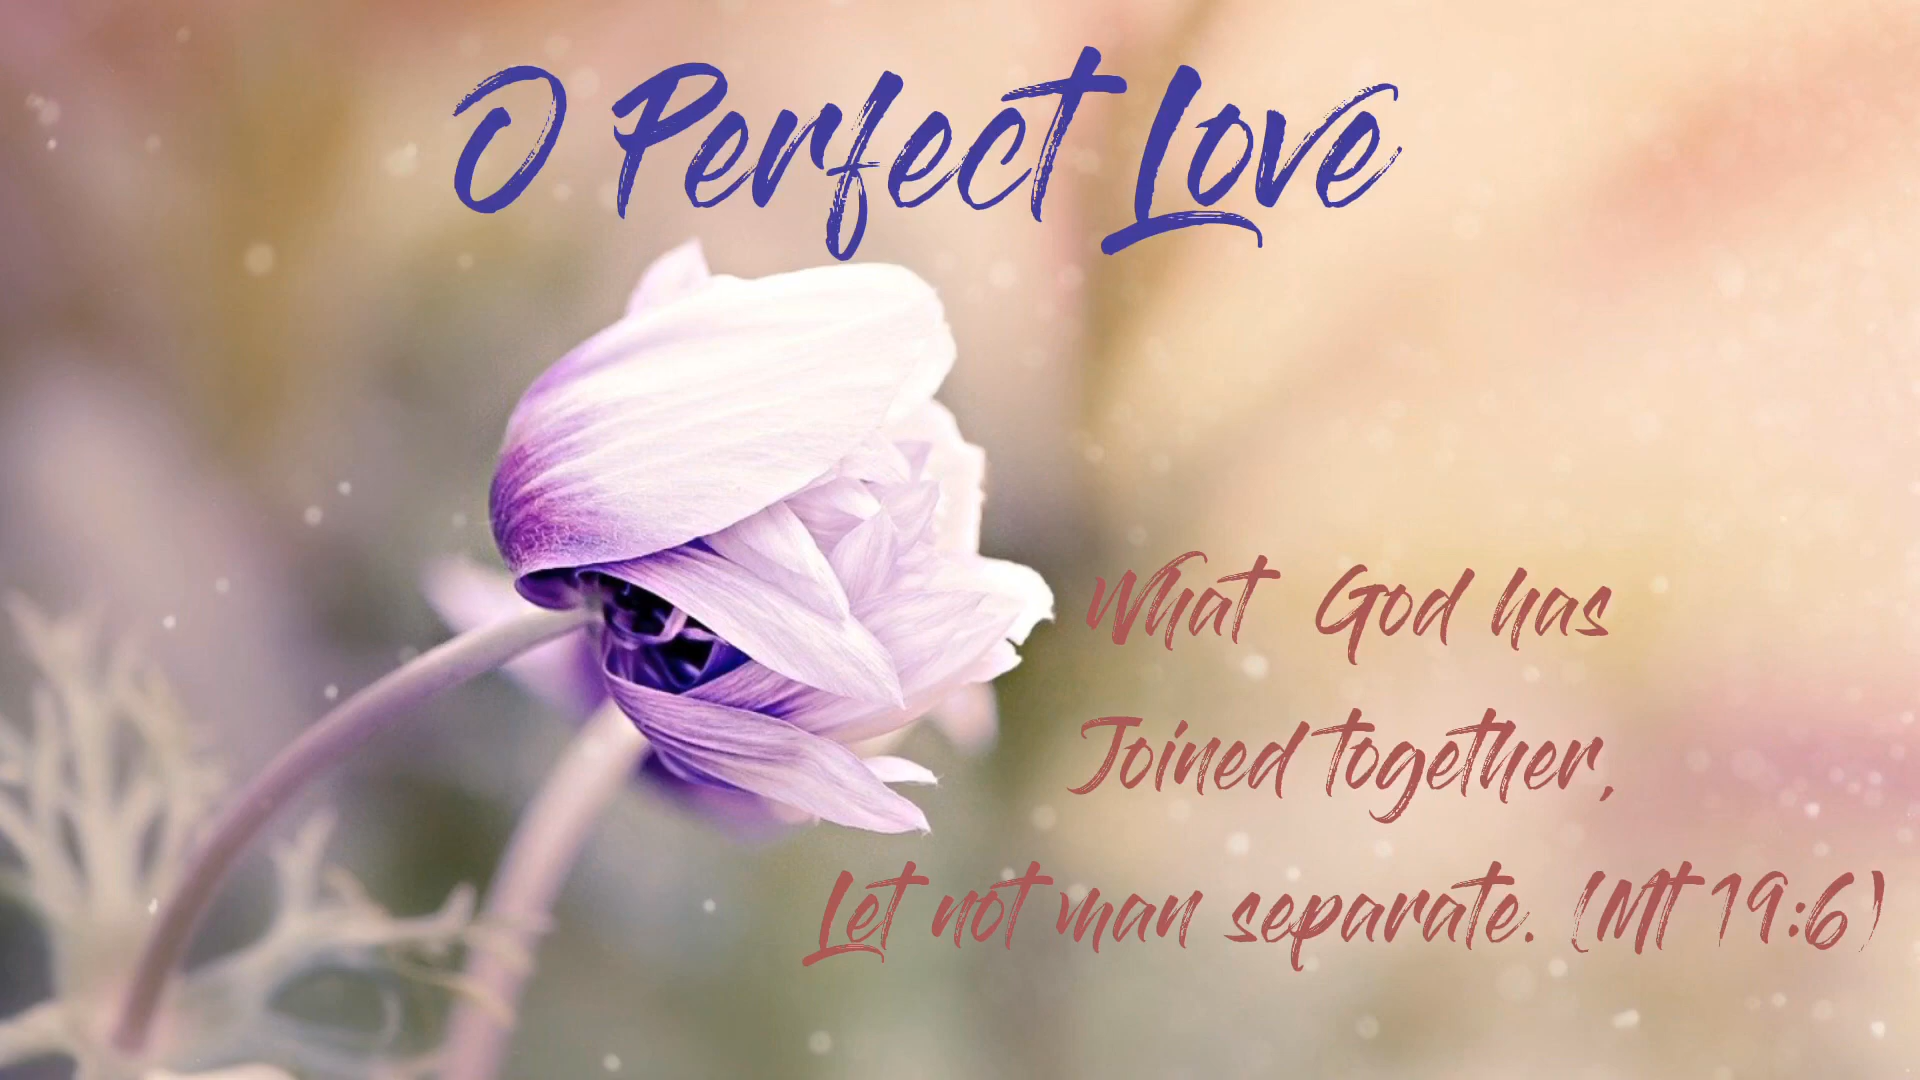 O Perfect Love
What God has
Joined together,
Let not man separate. (Mt 19:6)